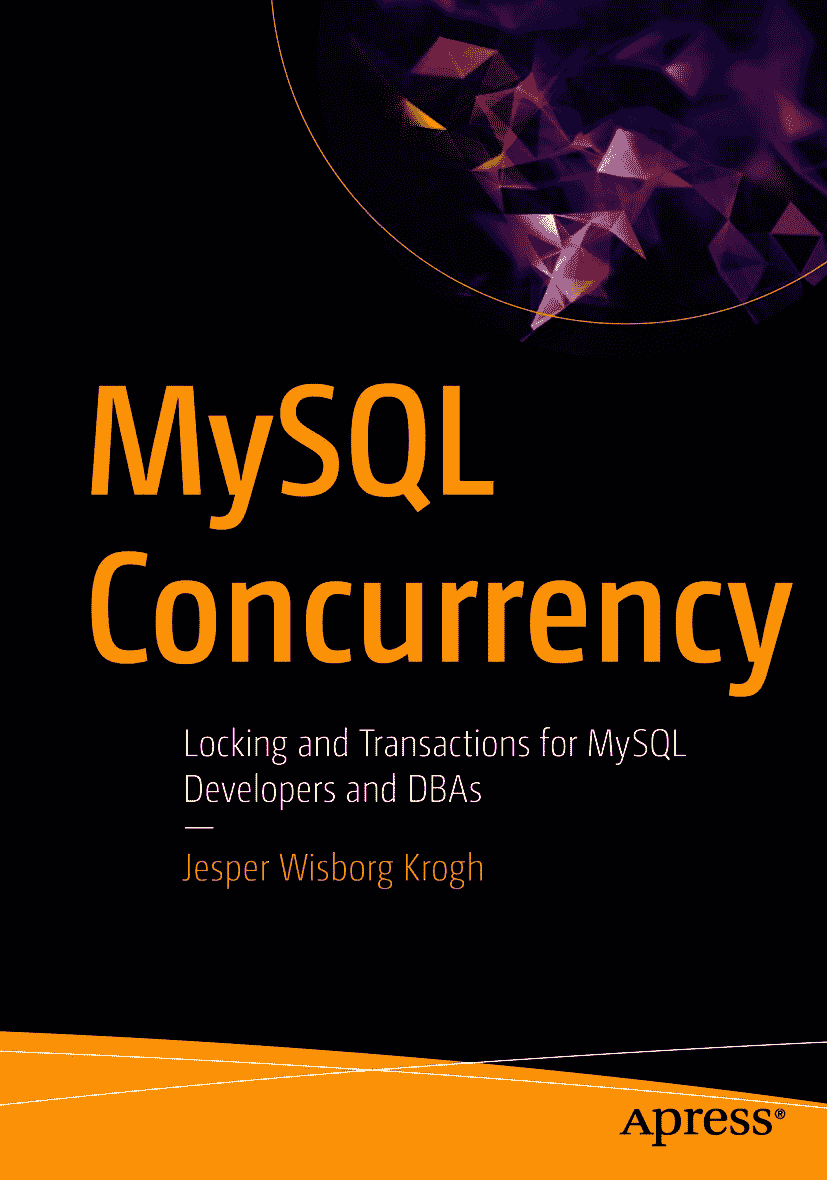 MySQL
Concurrency
Locking and Transactions for MySQL
Developers and DBAs
—
Jesper Wisborg Krogh
Apress®